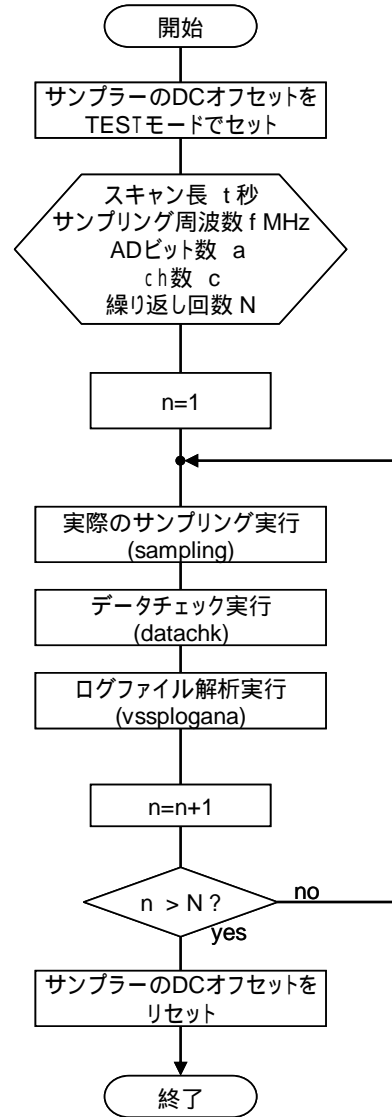 開始
サンプラーのDCオフセットを
TESTモードでセット
スキャン長 t 秒
サンプリング周波数 f MHz
ADビット数 a
ch数 c
繰り返し回数 N
n=1
実際のサンプリング実行
(sampling)
データチェック実行
(datachk)
ログファイル解析実行
(vssplogana)
n=n+1
n > N ?
no
yes
サンプラーのDCオフセットを
リセット
終了